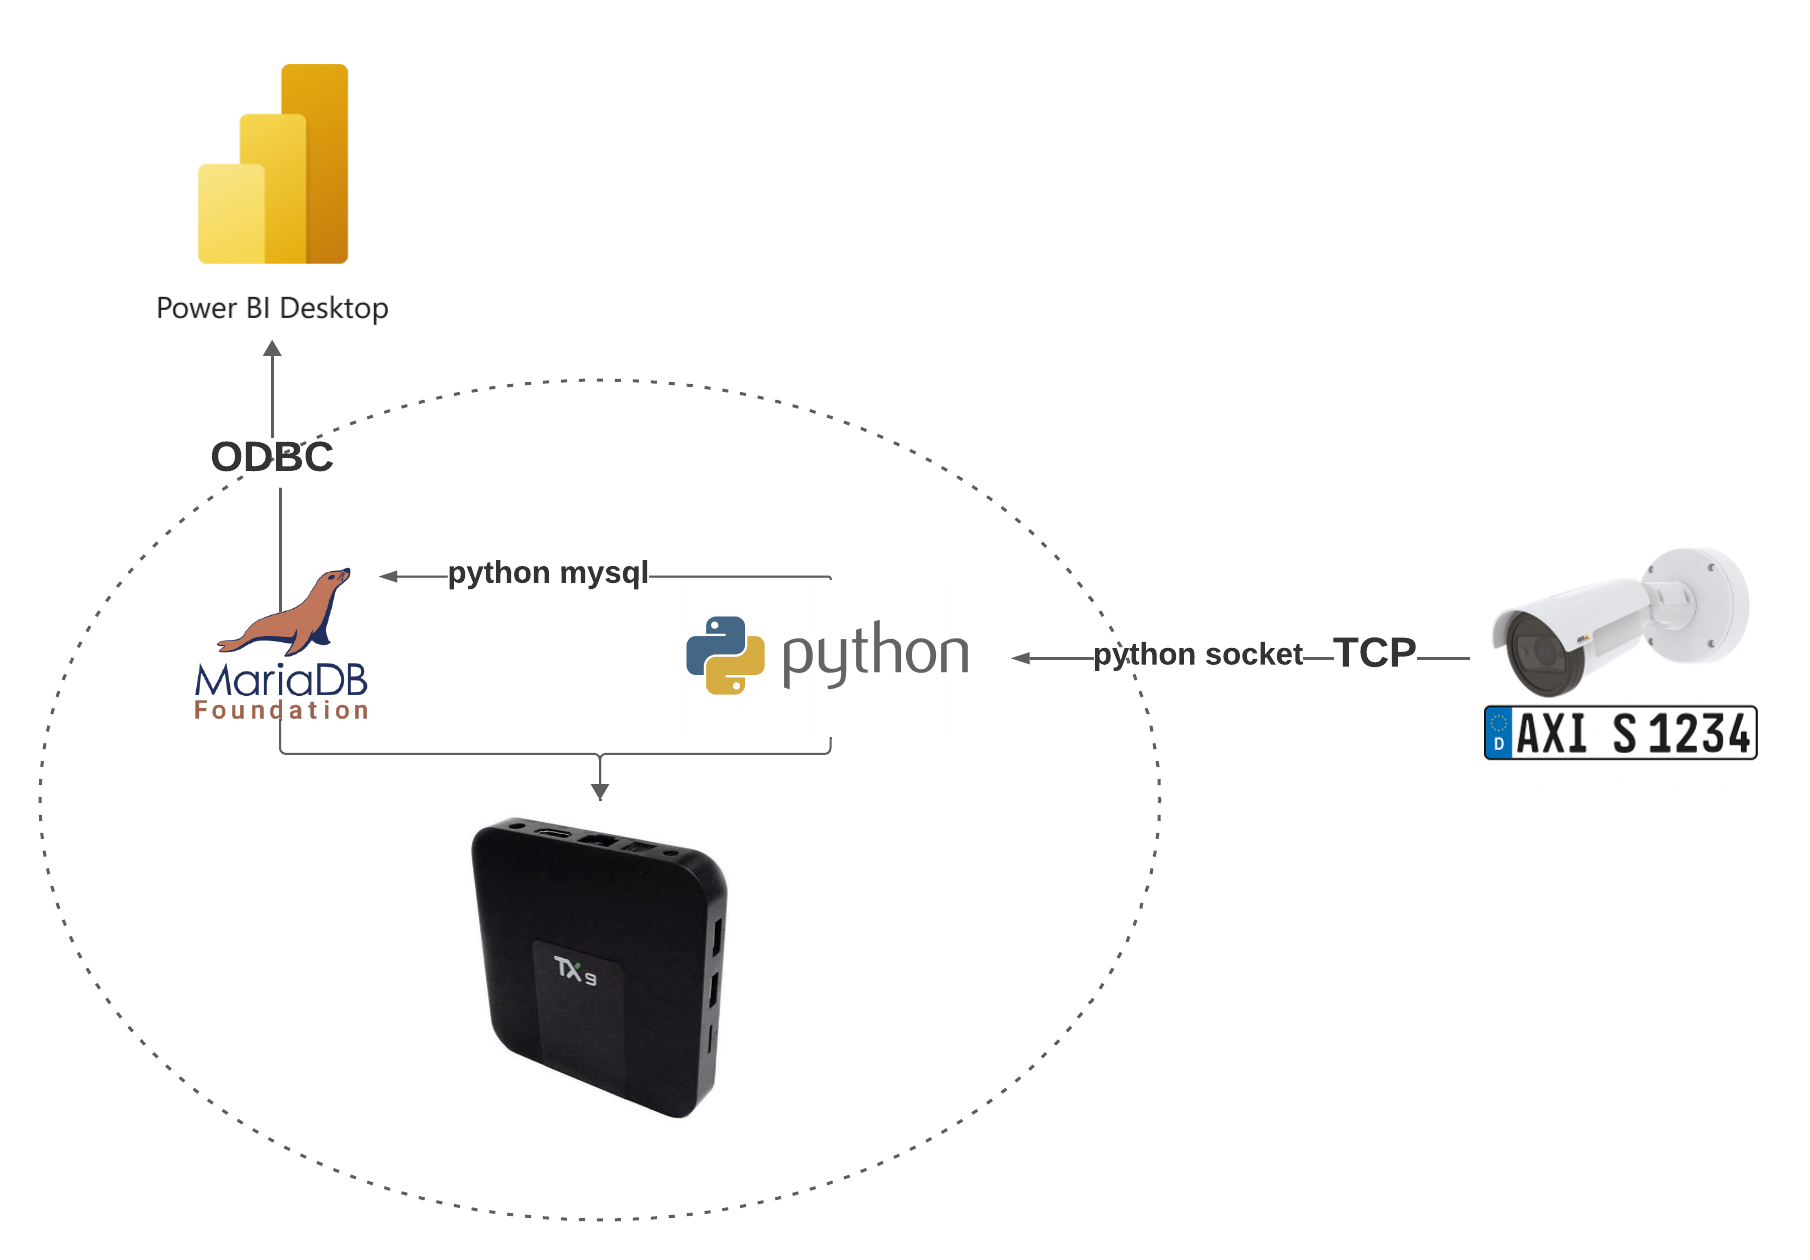 Power BI Desktop
ODBC
python mysql
MariaDB
Foundation
python
python socket
TCP
D
AXI S 1234
TX9